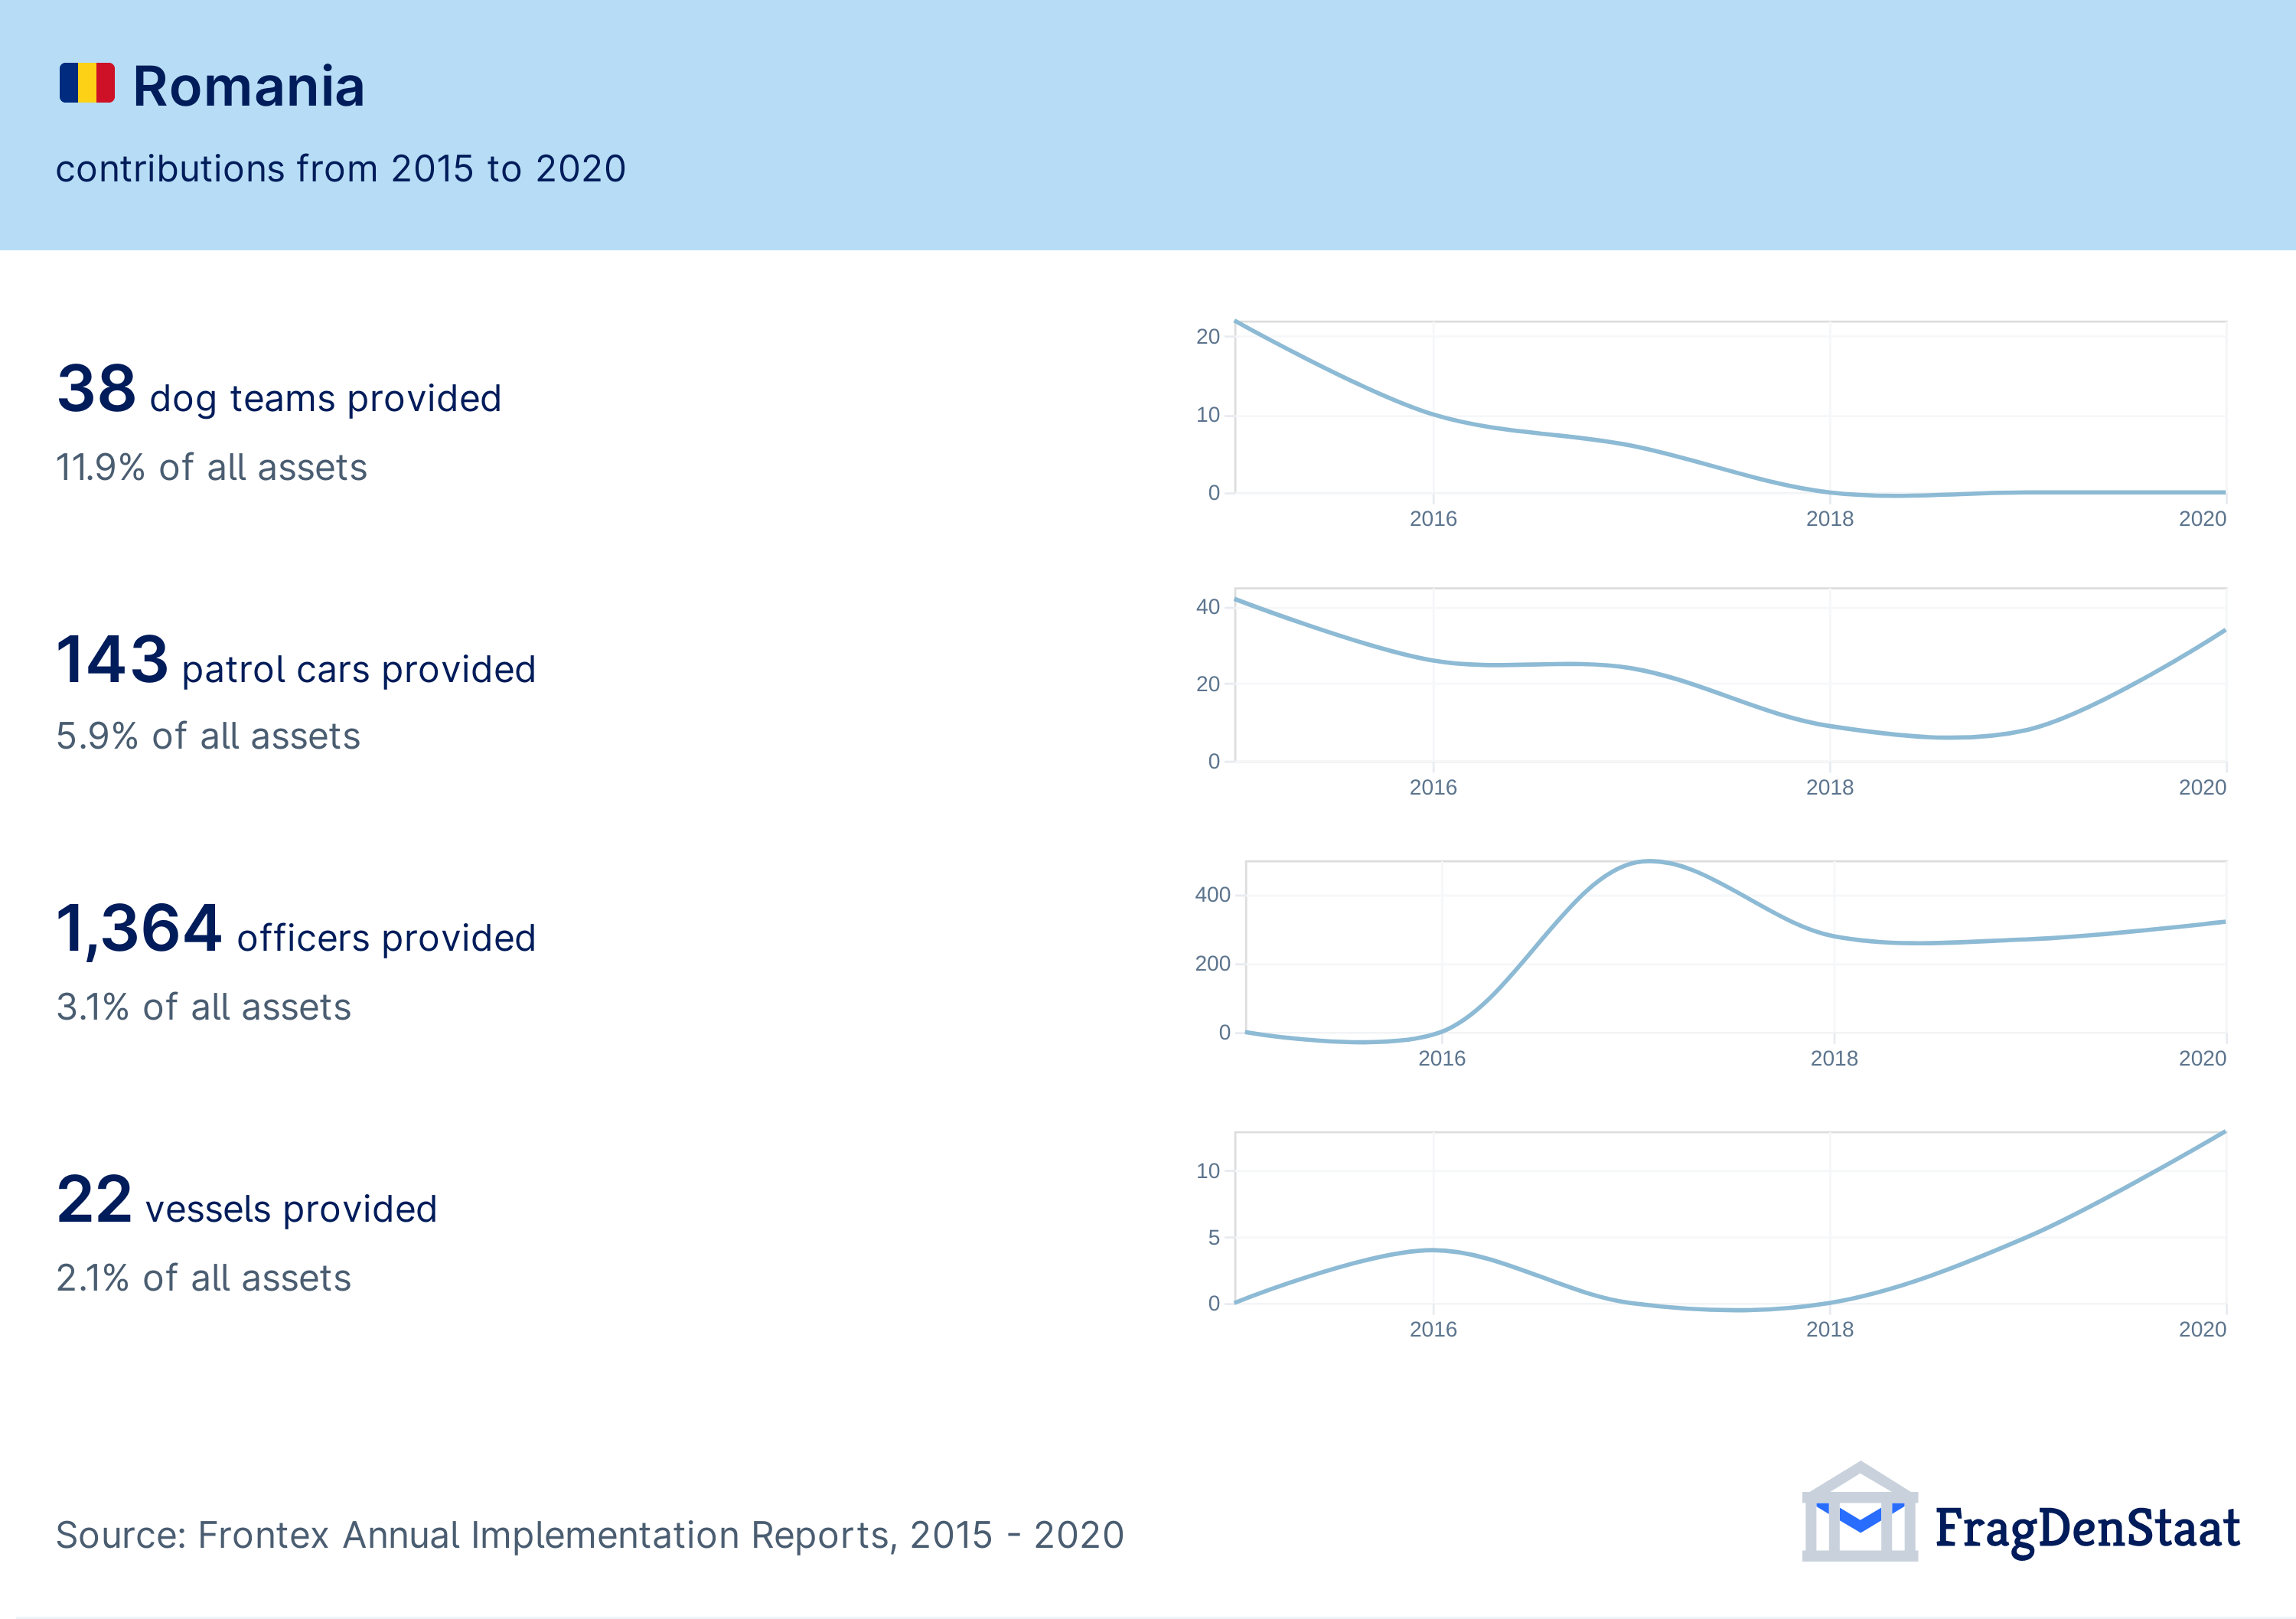 Romania
contributions from 2015 to 2020
38 dog teams provided
11.9% of all assets
20
10
0
2016 2018 2020
143 patrol cars provided
5.9% of all assets
40
20
0
2016 2018 2020
1,364 officers provided
3.1% of all assets
400
200
0
2016 2018 2020
22 vessels provided
2.1% of all assets
10
5
0
2016 2018 2020
Source: Frontex Annual Implementation Reports, 2015 - 2020
FragDenStaat